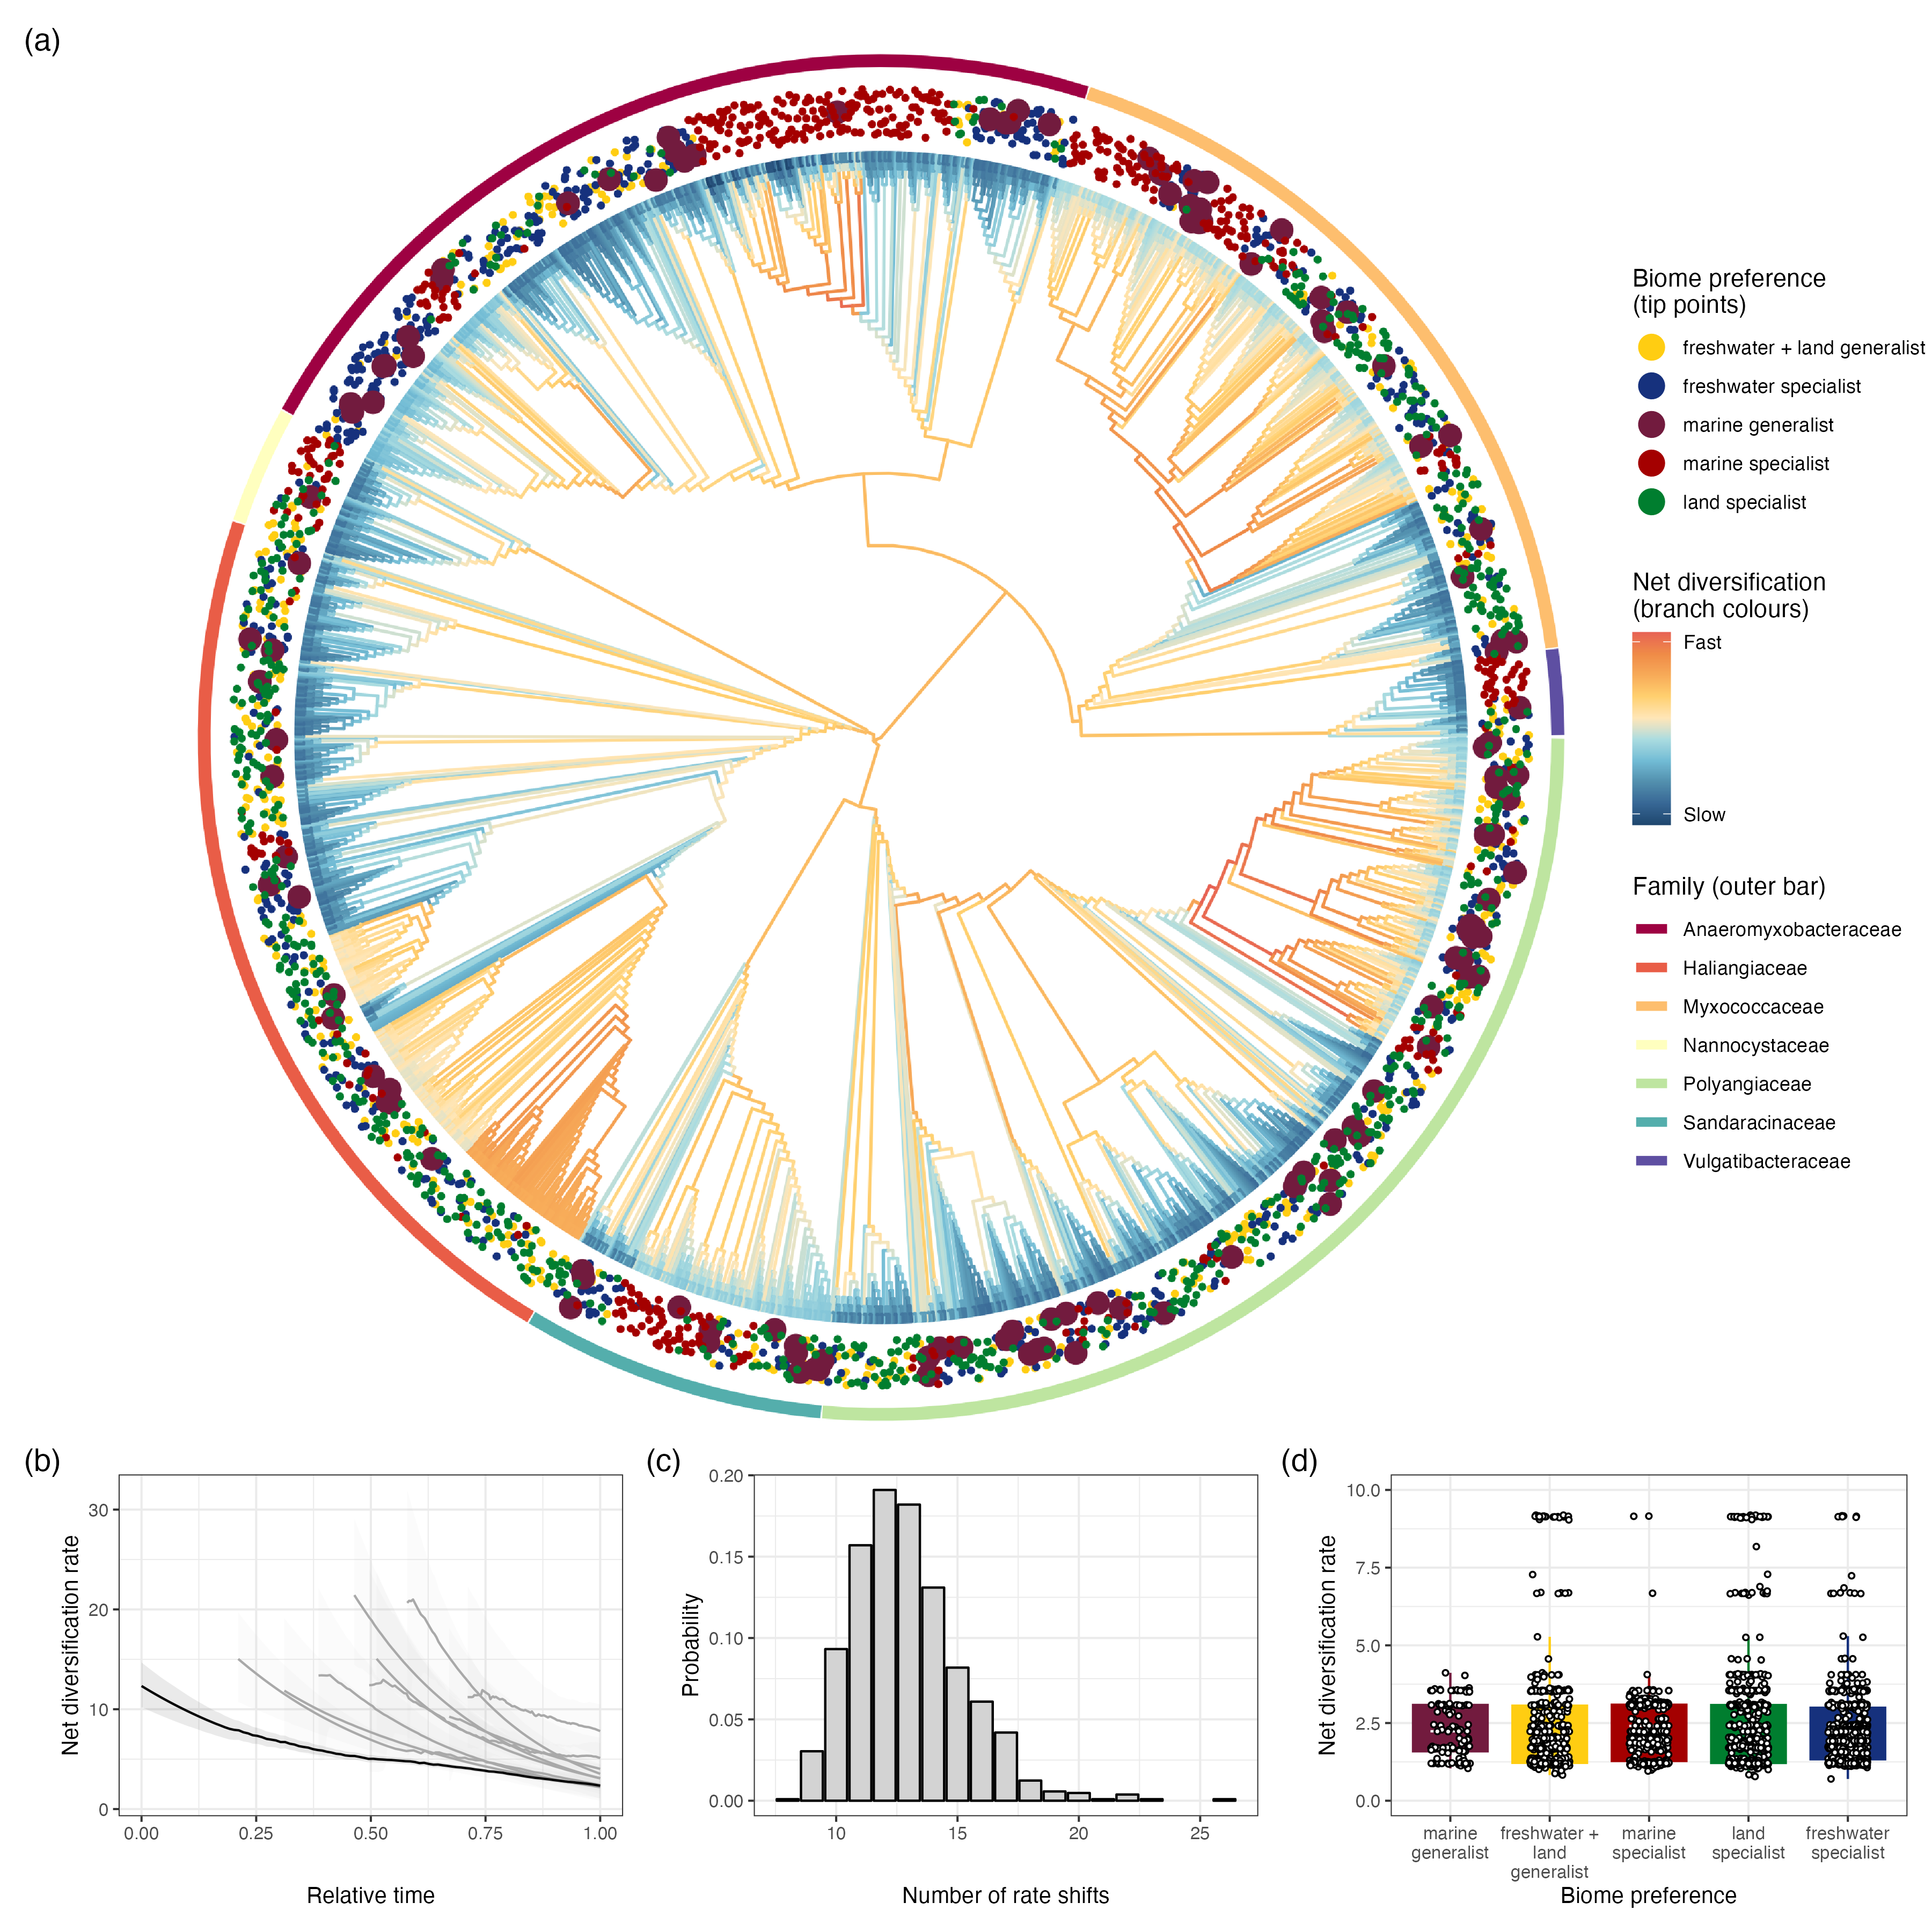 (a)
Biome preference
(tip points)
freshwater + land generalist
freshwater specialist
marine generalist
marine specialist
land specialist
Net diversification
(branch colours)
Fast
Slow
Family (outer bar)
Anaeromyxobacteraceae
Haliangiaceae
Myxococcaceae
Nannocystaceae
Polyangiaceae
Sandaracinaceae
Vulgatibacteraceae
(b)
Net diversification rate
30
20
10
0
0.00 0.25 0.50 0.75 1.00
Relative time
(c)
Probability
0.20
0.15
0.10
0.05
0.00
10 15 20 25
Number of rate shifts
(d)
Net diversification rate
10.0
7.5
5.0
2.5
0.0
marine
generalist
freshwater +
land
generalist
marine
specialist
land
specialist
freshwater
specialist
Biome preference